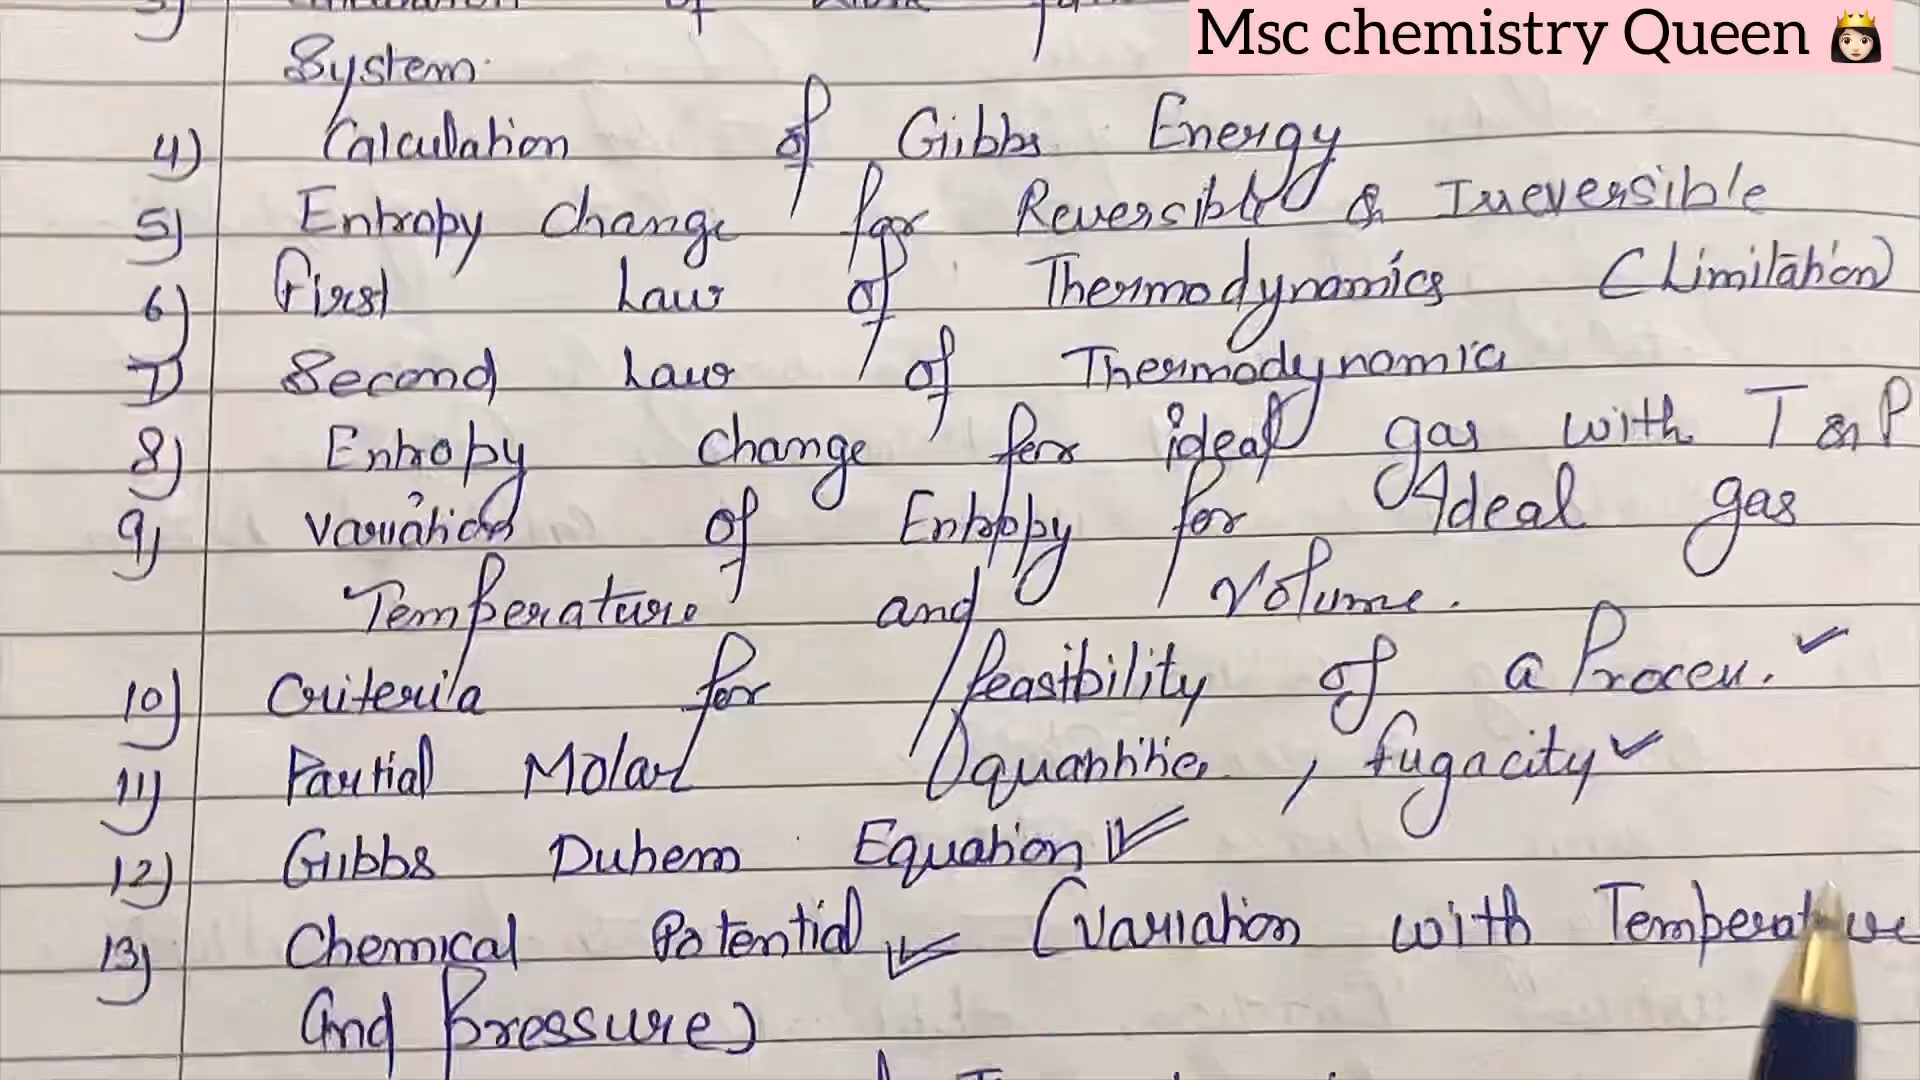 Msc chemistry Queen 👸🏻
3) of
System.
4) Calculation of Gibbs Energy
5) Entropy change for Reversible & Irreversible
6) First Law of Thermodynamics (Limitation)
7) Second Law of Thermodynamics
8) Entropy change for ideal gas with T & P
9) Variation of Entropy for Ideal gas
Temperature and Volume.
10) Criteria for feasibility of a Process. ✓
11) Partial Molar Quantities, fugacity ✓
12) Gibbs Duhem Equation ✓
13) Chemical Potential ✓ (Variation with Temperature
and Pressure)